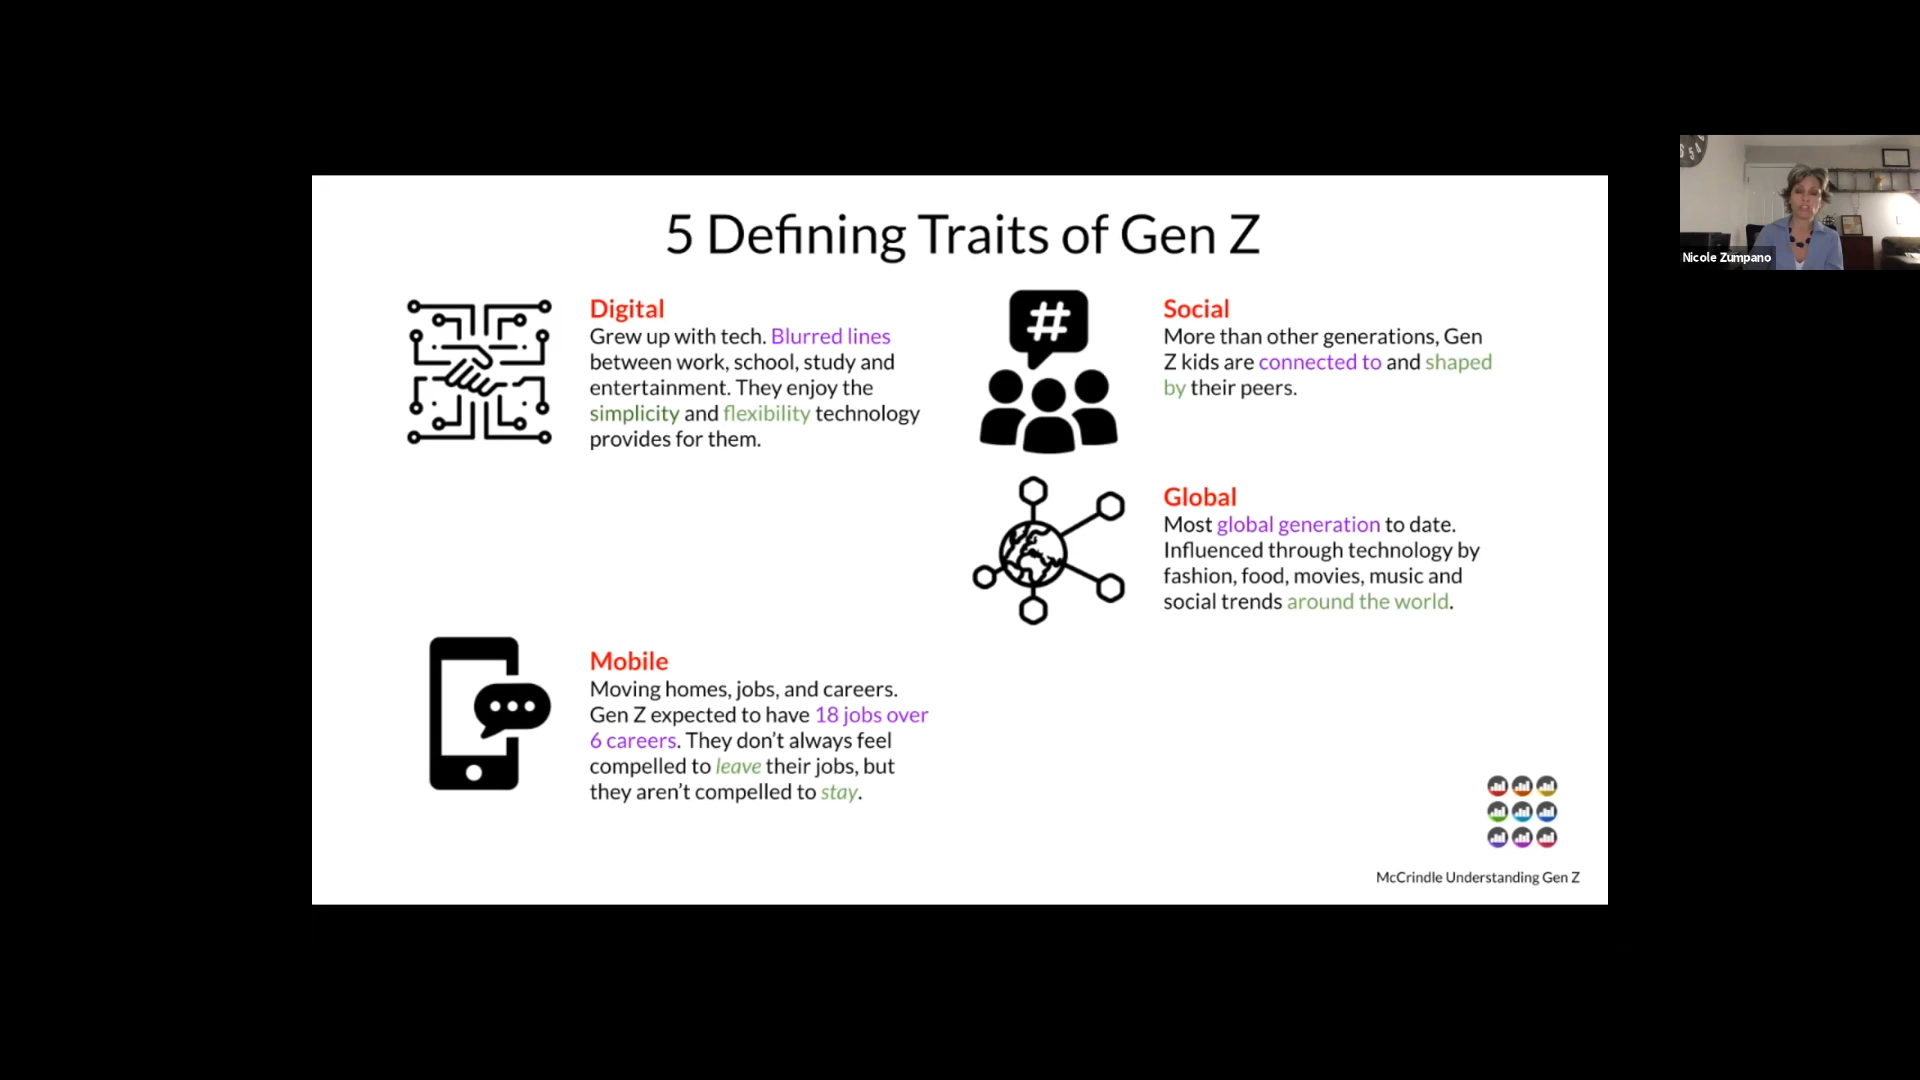 5 Defining Traits of Gen Z
Digital
Grew up with tech. Blurred lines
between work, school, study and
entertainment. They enjoy the
simplicity and flexibility technology
provides for them.
#
Social
More than other generations, Gen
Z kids are connected to and shaped
by their peers.
Global
Most global generation to date.
Influenced through technology by
fashion, food, movies, music and
social trends around the world.
Mobile
Moving homes, jobs, and careers.
Gen Z expected to have 18 jobs over
6 careers. They don't always feel
compelled to leave their jobs, but
they aren't compelled to stay.
McCrindle Understanding Gen Z
Nicole Zumpano